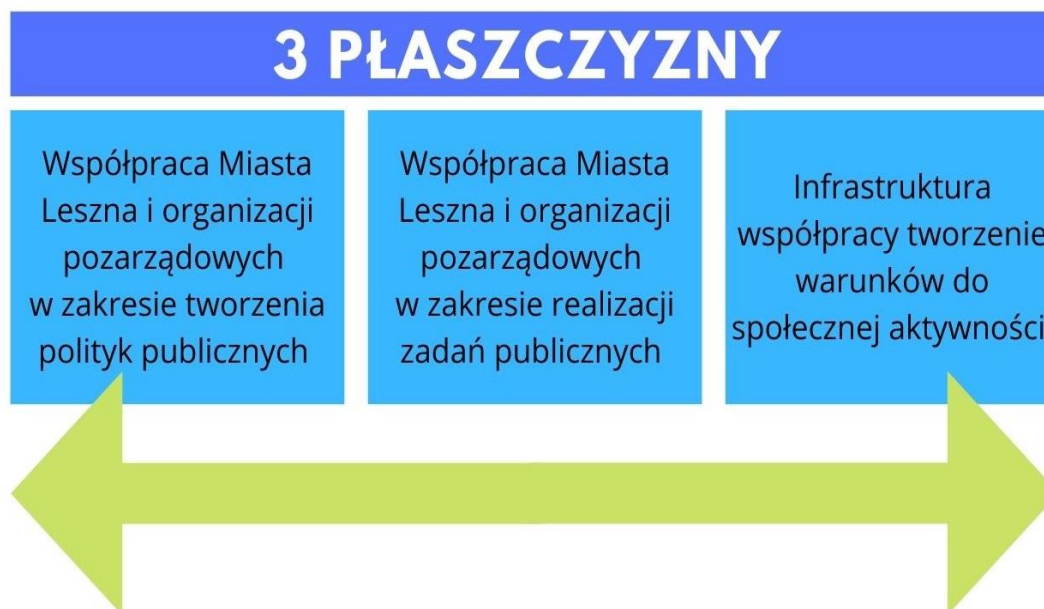 3 PŁASZCZYZNY
Współpraca Miasta
Leszna i organizacji
pozarządowych
w zakresie tworzenia
polityk publicznych
Współpraca Miasta
Leszna i organizacji
pozarządowych
w zakresie realizacji
zadań publicznych
Infrastruktura
współpracy tworzenie
warunków do
społecznej aktywności